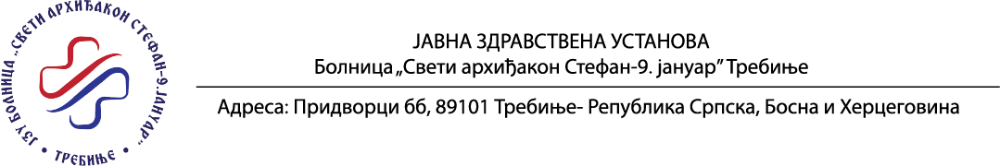 ЈЗУ БОЛНИЦА „СВЕТИ АРХИЂАКОН СТЕФАН-9.ЈАНУАР”
• ТРЕБИЊЕ •
ЈАВНА ЗДРАВСТВЕНА УСТАНОВА
Болница „Свети архиђакон Стефан-9. јануар” Требиње
Адреса: Придворци бб, 89101 Требиње- Република Српска, Босна и Херцеговина